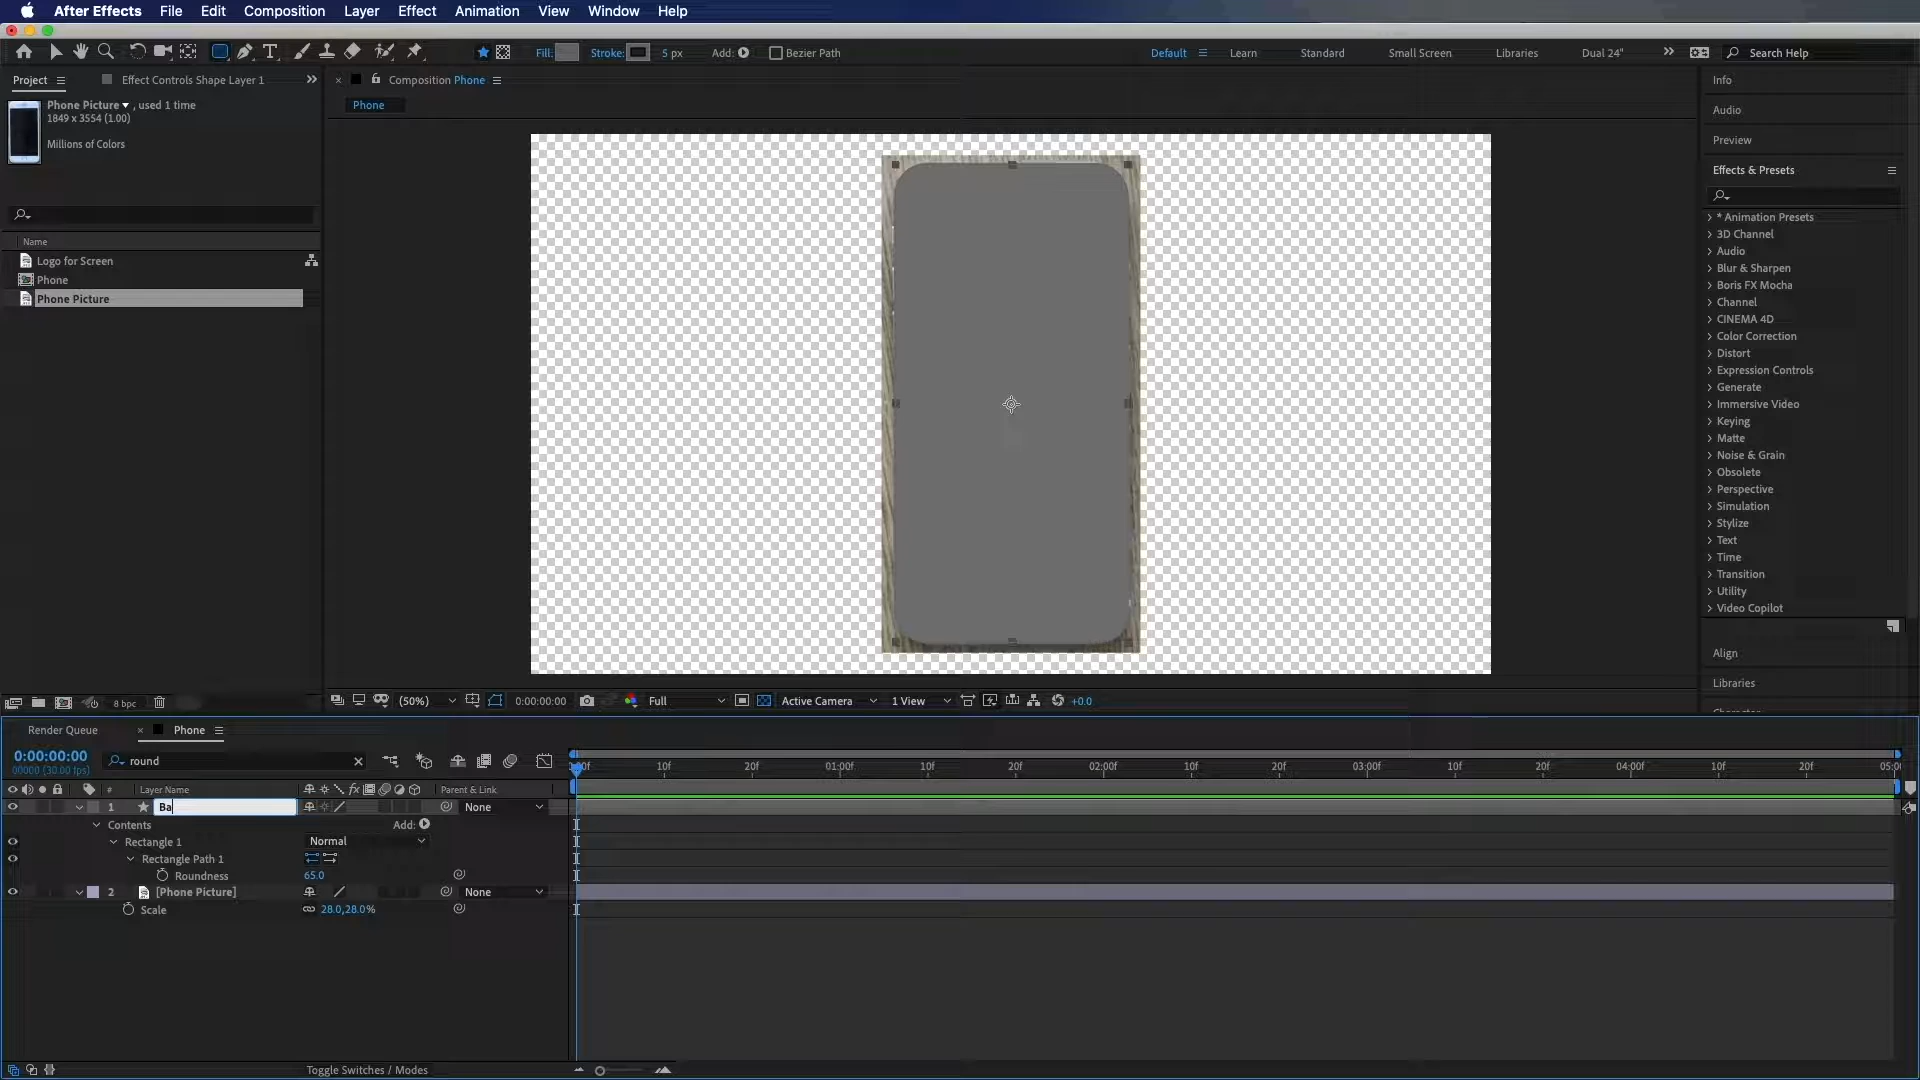 After Effects File Edit Composition Layer Effect Animation View Window Help
Fill: Stroke: 5 px Add: Bezier Path Default Learn Standard Small Screen Libraries Dual 24" Search Help
Project Effect Controls Shape Layer 1
Composition Phone
Phone
Phone Picture , used 1 time
1849 x 3554 (1.00)
Millions of Colors
Name
Logo for Screen
Phone
Phone Picture
8 bpc
(50%) 0:00:00:00 Full Active Camera 1 View +0.0
Info
Audio
Preview
Effects & Presets
* Animation Presets
3D Channel
Audio
Blur & Sharpen
Boris FX Mocha
Channel
CINEMA 4D
Color Correction
Distort
Expression Controls
Generate
Immersive Video
Keying
Matte
Noise & Grain
Obsolete
Perspective
Simulation
Stylize
Text
Time
Transition
Utility
Video Copilot
Align
Libraries
Render Queue Phone
0:00:00:00
00000 (30.00 fps)
round
10f 20f 01:00f 10f 20f 02:00f 10f 20f 03:00f 10f 20f 04:00f 10f 20f
# Layer Name Parent & Link
1 Ba None
Contents Add:
Rectangle 1 Normal
Rectangle Path 1
Roundness 65.0
2 [Phone Picture] None
Scale 28.0,28.0%
Toggle Switches / Modes